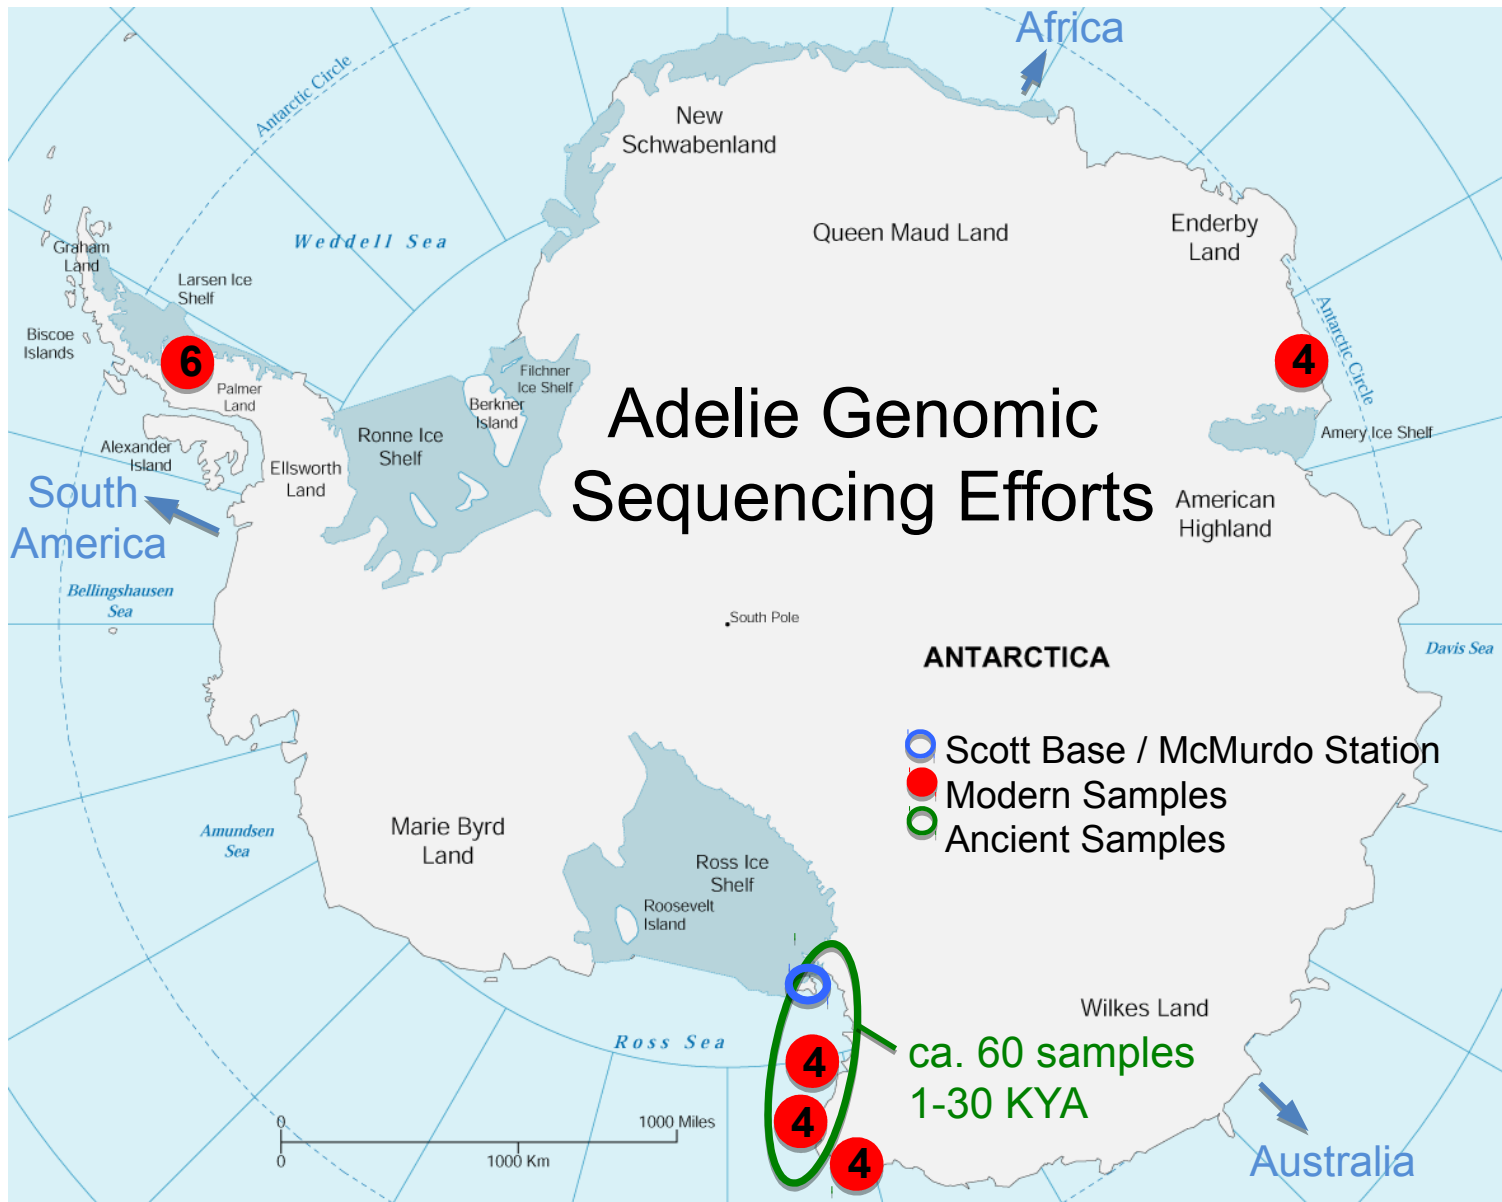 Africa
Antarctic Circle
New
Schwabenland
Queen Maud Land
Enderby
Land
Weddell Sea
Graham
Land
Larsen Ice
Shelf
Biscoe
Islands
6
Palmer
Land
Filchner
Ice Shelf
Berkner
Island
Antarctic Circle
4
Adelie Genomic
Sequencing Efforts
Amery Ice Shelf
Alexander
Island
Ronne Ice
Shelf
Ellsworth
Land
South
America
American
Highland
Bellingshausen
Sea
South Pole
ANTARCTICA
Davis Sea
Scott Base / McMurdo Station
Modern Samples
Ancient Samples
Amundsen
Sea
Marie Byrd
Land
Ross Ice
Shelf
Roosevelt
Island
Wilkes Land
Ross Sea
4
ca. 60 samples
1-30 KYA
4
4
0
1000 Miles
0
1000 Km
Australia